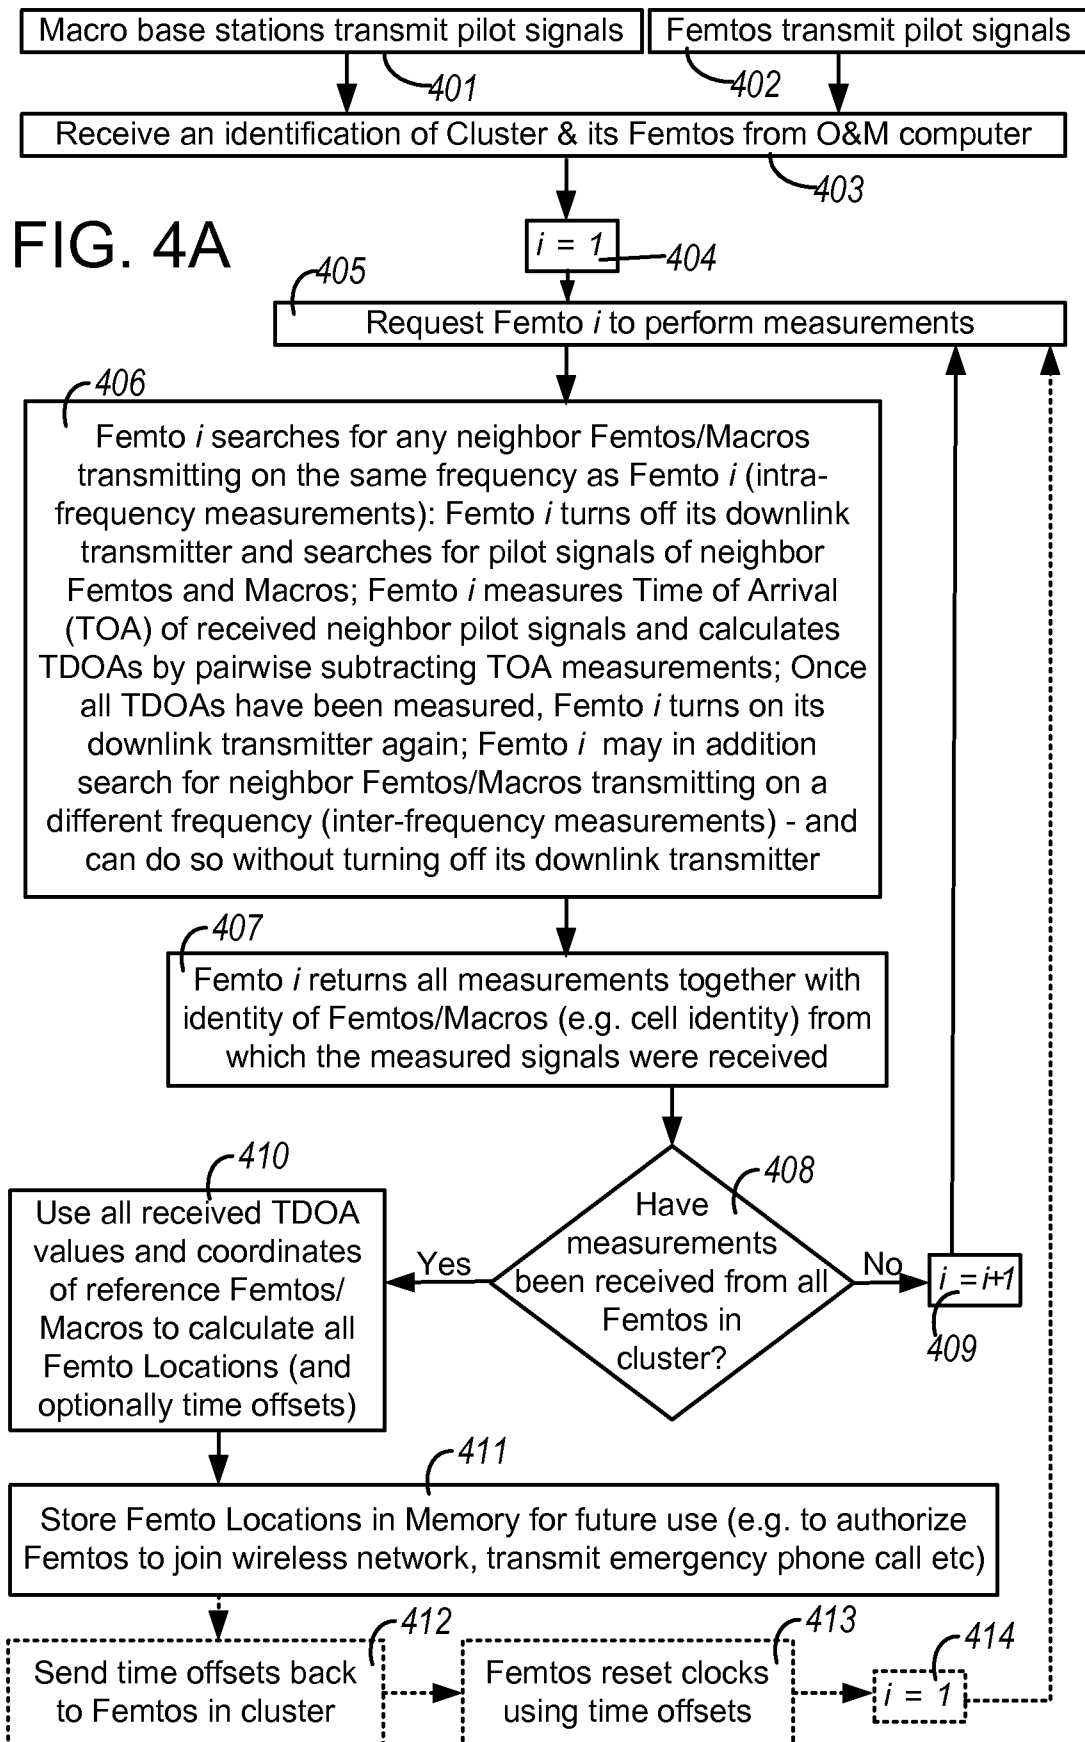 Macro base stations transmit pilot signals
Femtos transmit pilot signals
401
402
Receive an identification of Cluster & its Femtos from O&M computer
403
FIG. 4A
i = 1
404
405
Request Femto i to perform measurements
406
Femto i searches for any neighbor Femtos/Macros
transmitting on the same frequency as Femto i (intra-
frequency measurements): Femto i turns off its downlink
transmitter and searches for pilot signals of neighbor
Femtos and Macros; Femto i measures Time of Arrival
(TOA) of received neighbor pilot signals and calculates
TDOAs by pairwise subtracting TOA measurements; Once
all TDOAs have been measured, Femto i turns on its
downlink transmitter again; Femto i may in addition
search for neighbor Femtos/Macros transmitting on a
different frequency (inter-frequency measurements) - and
can do so without turning off its downlink transmitter
407
Femto i returns all measurements together with
identity of Femtos/Macros (e.g. cell identity) from
which the measured signals were received
408
Have
measurements
been received from all
Femtos in
cluster?
Yes
No
i =i+1
409
410
Use all received TDOA
values and coordinates
of reference Femtos/
Macros to calculate all
Femto Locations (and
optionally time offsets)
411
Store Femto Locations in Memory for future use (e.g. to authorize
Femtos to join wireless network, transmit emergency phone call etc)
412
Send time offsets back
to Femtos in cluster
413
Femtos reset clocks
using time offsets
414
i = 1